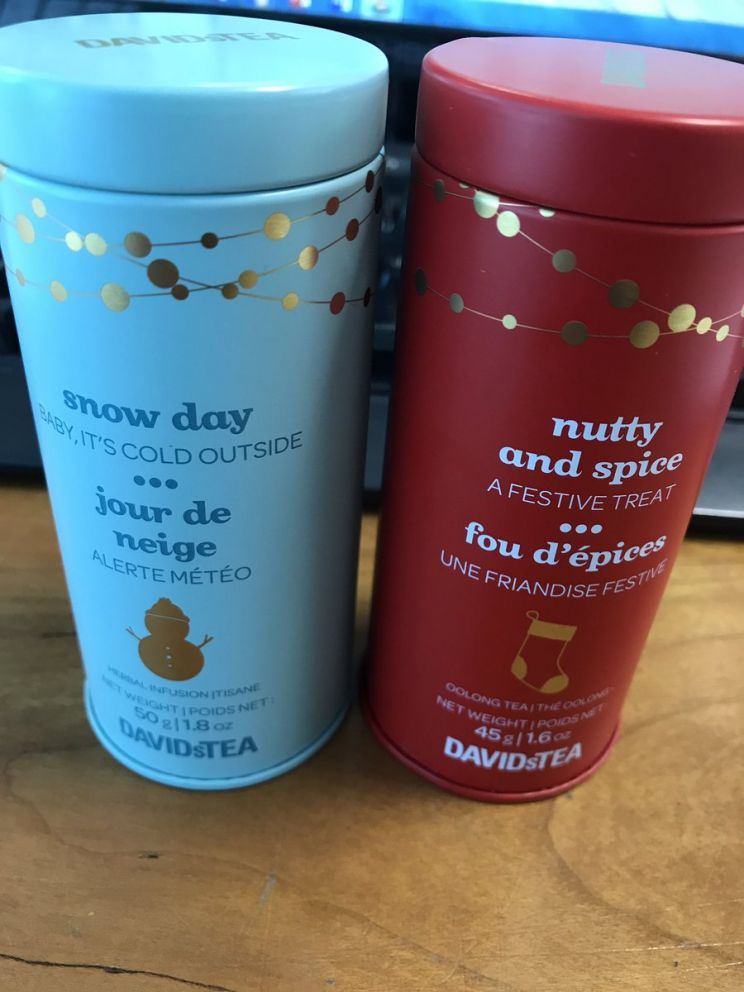 DAVIDsTEA
snow day
BABY, IT'S COLD OUTSIDE
•••
jour de
neige
ALERTE MÉTÉO
HERBAL INFUSION | TISANE
NET WEIGHT | POIDS NET :
50 g | 1.8 oz
DAVIDsTEA
nutty
and spice
A FESTIVE TREAT
•••
fou d'épices
UNE FRIANDISE FESTIVE
OOLONG TEA | THÉ OOLONG
NET WEIGHT | POIDS NET :
45 g | 1.6 oz
DAVIDsTEA